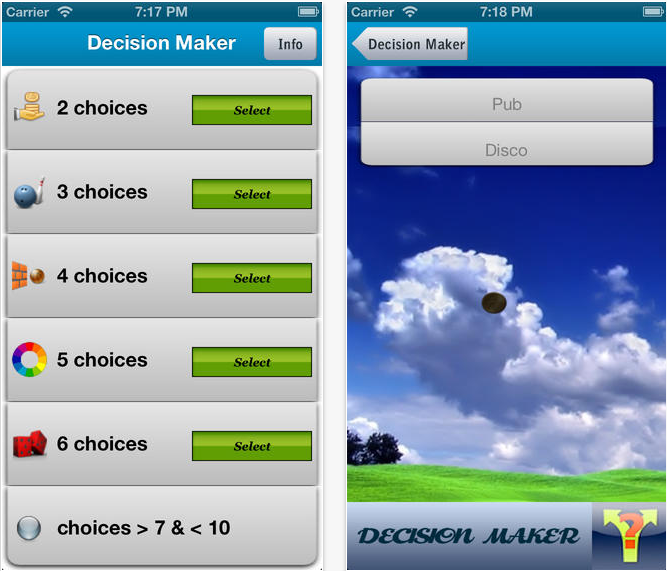 Carrier 7:17 PM
Decision Maker Info
2 choices Select
3 choices Select
4 choices Select
5 choices Select
6 choices Select
choices > 7 & < 10
Carrier 7:18 PM
Decision Maker
Pub
Disco
DECISION MAKER ?